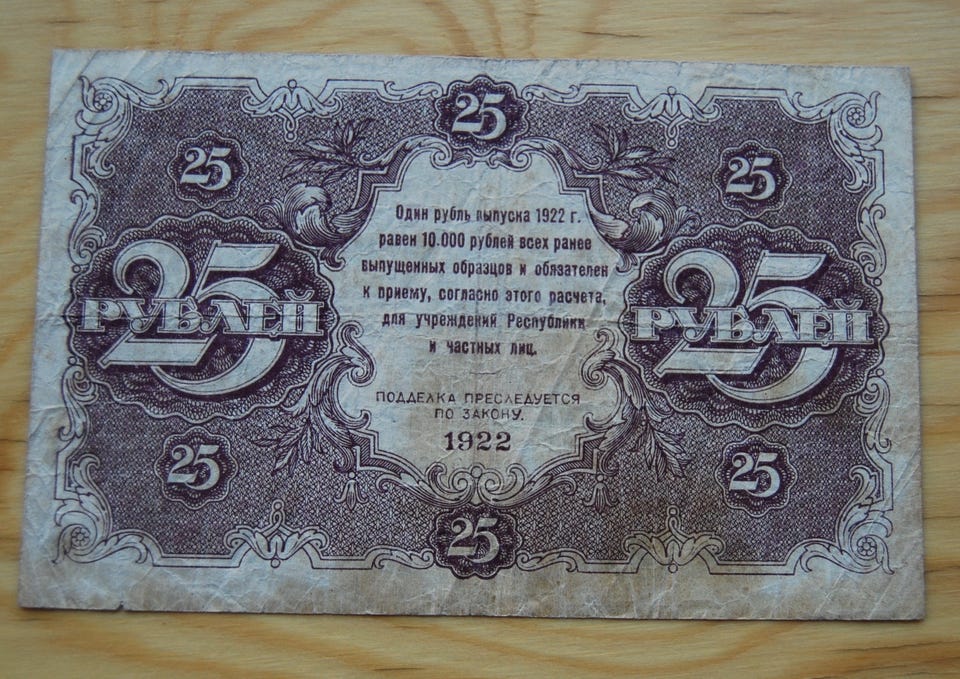 25
25
25
25 РУБЛЕЙ
Один рубль выпуска 1922 г.
равен 10.000 рублей всех ранее
выпущенных образцов и обязателен
к приему, согласно этого расчета,
для учреждений Республики
и частных лиц.
25 РУБЛЕЙ
ПОДДЕЛКА ПРЕСЛЕДУЕТСЯ
ПО ЗАКОНУ.
1922
25
25
25